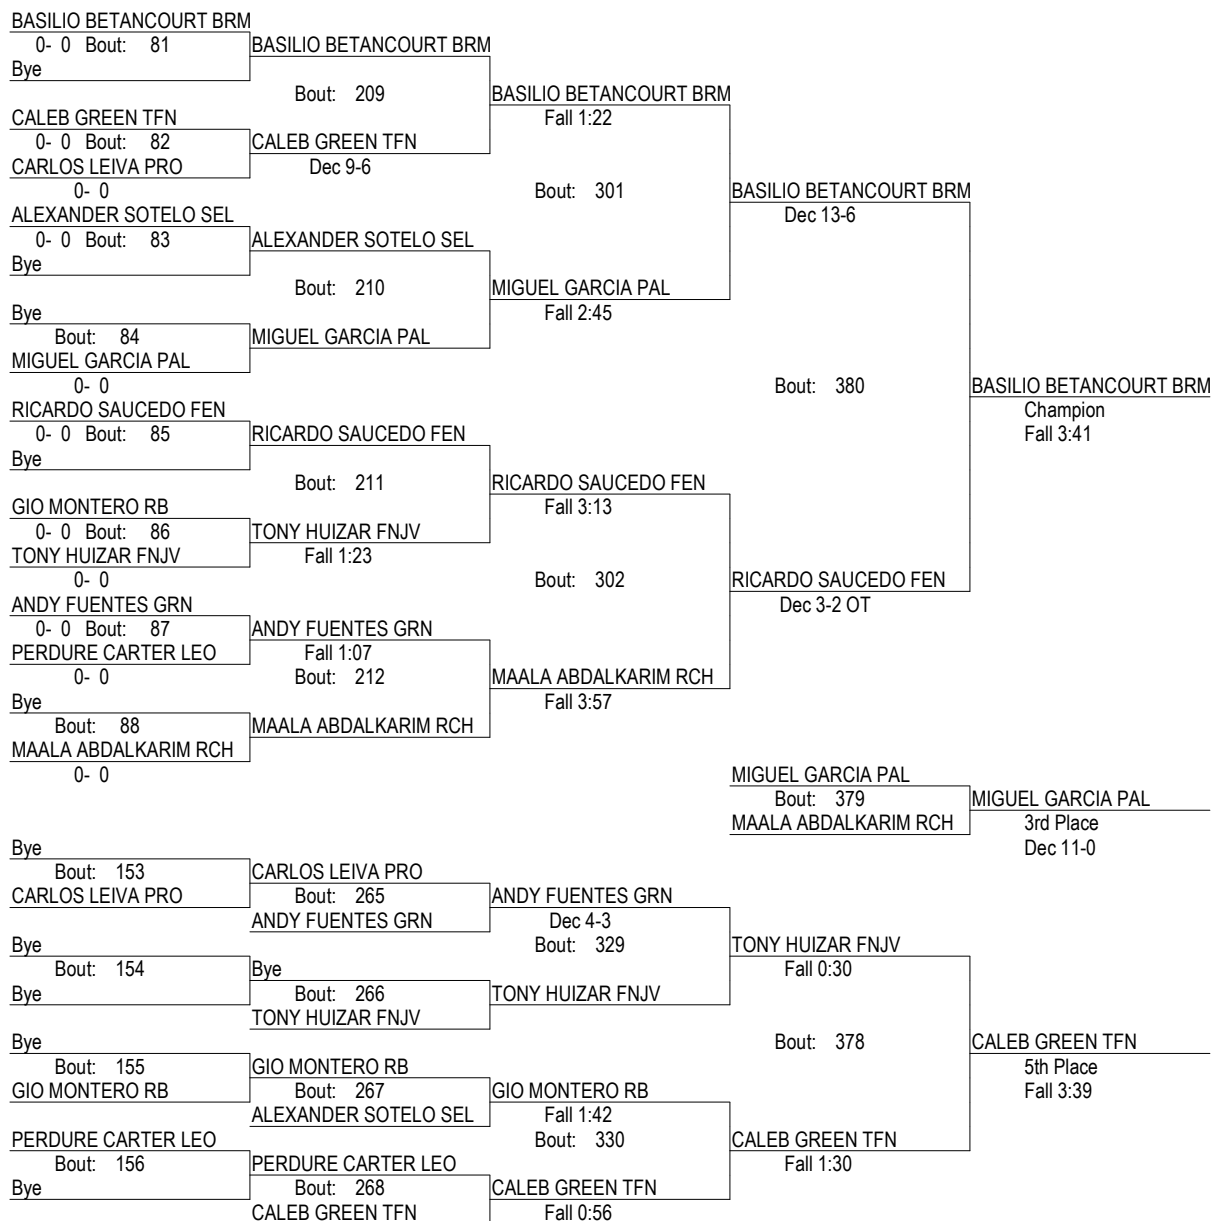 BASILIO BETANCOURT BRM
0- 0 Bout: 81
BASILIO BETANCOURT BRM
Bye
Bout: 209
BASILIO BETANCOURT BRM
CALEB GREEN TFN
Fall 1:22
0- 0 Bout: 82
CALEB GREEN TFN
CARLOS LEIVA PRO
Dec 9-6
0- 0
Bout: 301
BASILIO BETANCOURT BRM
ALEXANDER SOTELO SEL
Dec 13-6
0- 0 Bout: 83
ALEXANDER SOTELO SEL
Bye
Bout: 210
MIGUEL GARCIA PAL
Bye
Fall 2:45
Bout: 84
MIGUEL GARCIA PAL
MIGUEL GARCIA PAL
0- 0
Bout: 380
BASILIO BETANCOURT BRM
RICARDO SAUCEDO FEN
Champion
0- 0 Bout: 85
RICARDO SAUCEDO FEN
Fall 3:41
Bye
Bout: 211
RICARDO SAUCEDO FEN
GIO MONTERO RB
Fall 3:13
0- 0 Bout: 86
TONY HUIZAR FNJV
TONY HUIZAR FNJV
Fall 1:23
0- 0
Bout: 302
RICARDO SAUCEDO FEN
ANDY FUENTES GRN
Dec 3-2 OT
0- 0 Bout: 87
ANDY FUENTES GRN
PERDURE CARTER LEO
Fall 1:07
0- 0
Bout: 212
MAALA ABDALKARIM RCH
Bye
Fall 3:57
Bout: 88
MAALA ABDALKARIM RCH
MAALA ABDALKARIM RCH
0- 0
MIGUEL GARCIA PAL
Bout: 379
MIGUEL GARCIA PAL
MAALA ABDALKARIM RCH
3rd Place
Bye
Dec 11-0
Bout: 153
CARLOS LEIVA PRO
CARLOS LEIVA PRO
Bout: 265
ANDY FUENTES GRN
ANDY FUENTES GRN
Dec 4-3
Bye
Bout: 329
TONY HUIZAR FNJV
Bout: 154
Bye
Fall 0:30
Bye
Bout: 266
TONY HUIZAR FNJV
TONY HUIZAR FNJV
Bye
Bout: 378
CALEB GREEN TFN
Bout: 155
GIO MONTERO RB
5th Place
GIO MONTERO RB
Bout: 267
GIO MONTERO RB
Fall 3:39
ALEXANDER SOTELO SEL
Fall 1:42
PERDURE CARTER LEO
Bout: 330
CALEB GREEN TFN
Bout: 156
PERDURE CARTER LEO
Fall 1:30
Bye
Bout: 268
CALEB GREEN TFN
CALEB GREEN TFN
Fall 0:56